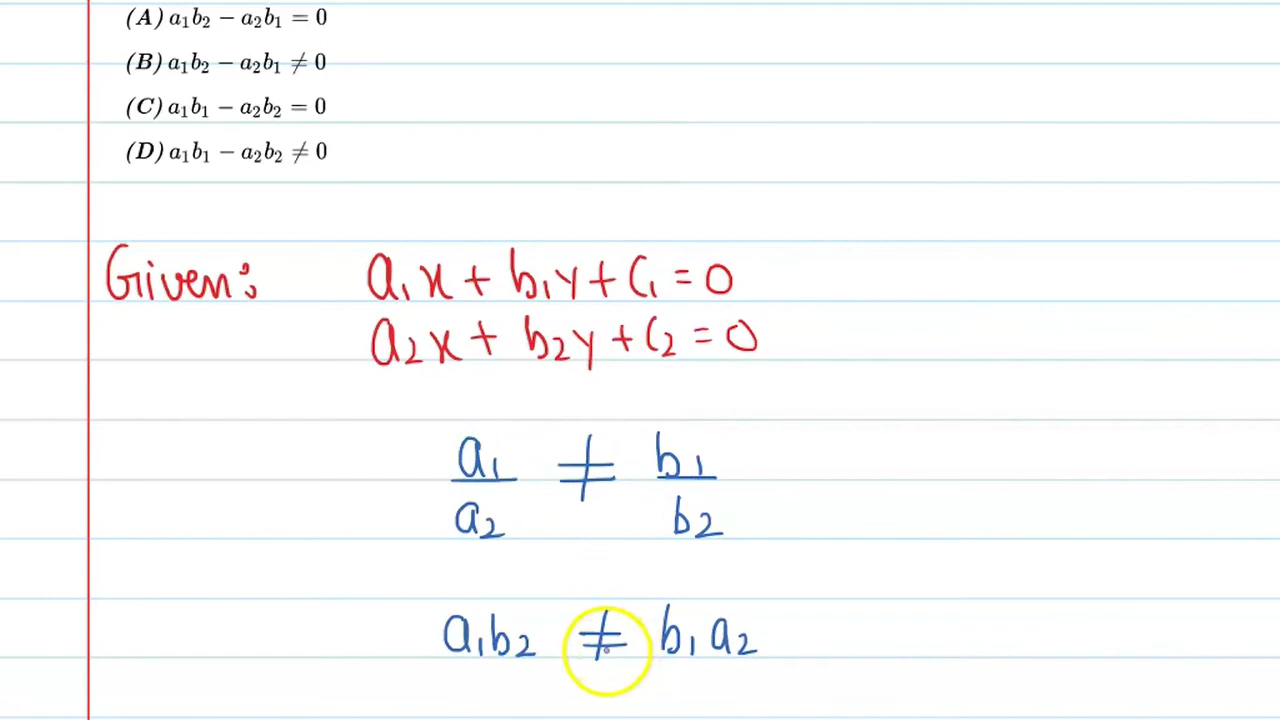 (A) a₁b₂ − a₂b₁ = 0
(B) a₁b₂ − a₂b₁ ≠ 0
(C) a₁b₁ − a₂b₂ = 0
(D) a₁b₁ − a₂b₂ ≠ 0
Given: a₁x + b₁y + c₁ = 0
a₂x + b₂y + c₂ = 0
a₁/a₂ ≠ b₁/b₂
a₁b₂ ≠ b₁a₂